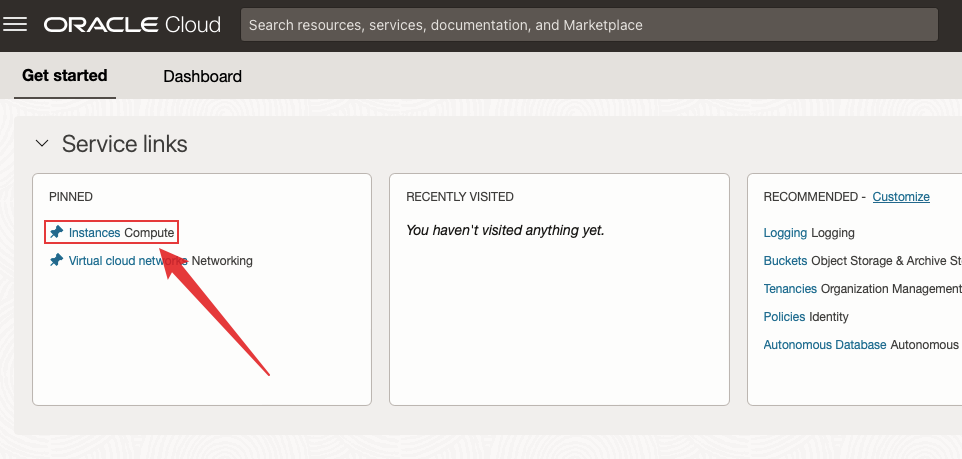 ORACLE Cloud
Search resources, services, documentation, and Marketplace
Get started
Dashboard
Service links
PINNED
Instances Compute
Virtual cloud networks Networking
RECENTLY VISITED
You haven't visited anything yet.
RECOMMENDED - Customize
Logging Logging
Buckets Object Storage & Archive St
Tenancies Organization Management
Policies Identity
Autonomous Database Autonomous